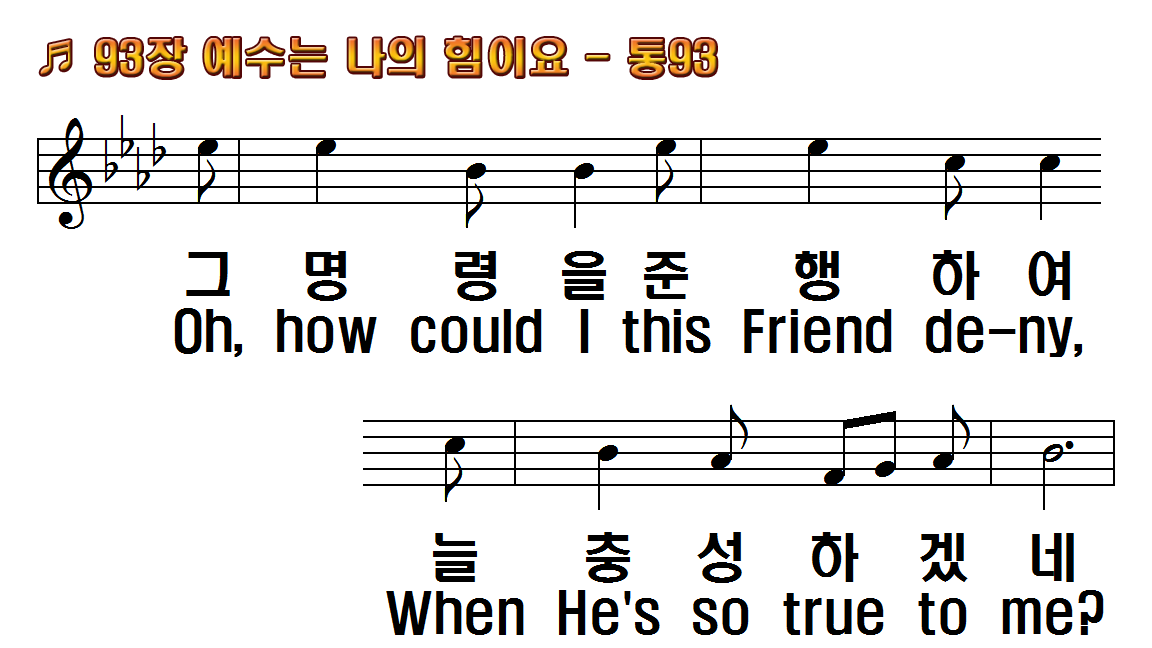 ♬ 93장 예수는 나의 힘이요 - 통93
그 명 령 을 준 행 하 여
Oh, how could I this Friend de-ny,
늘 충 성 하 겠 네
When He's so true to me?